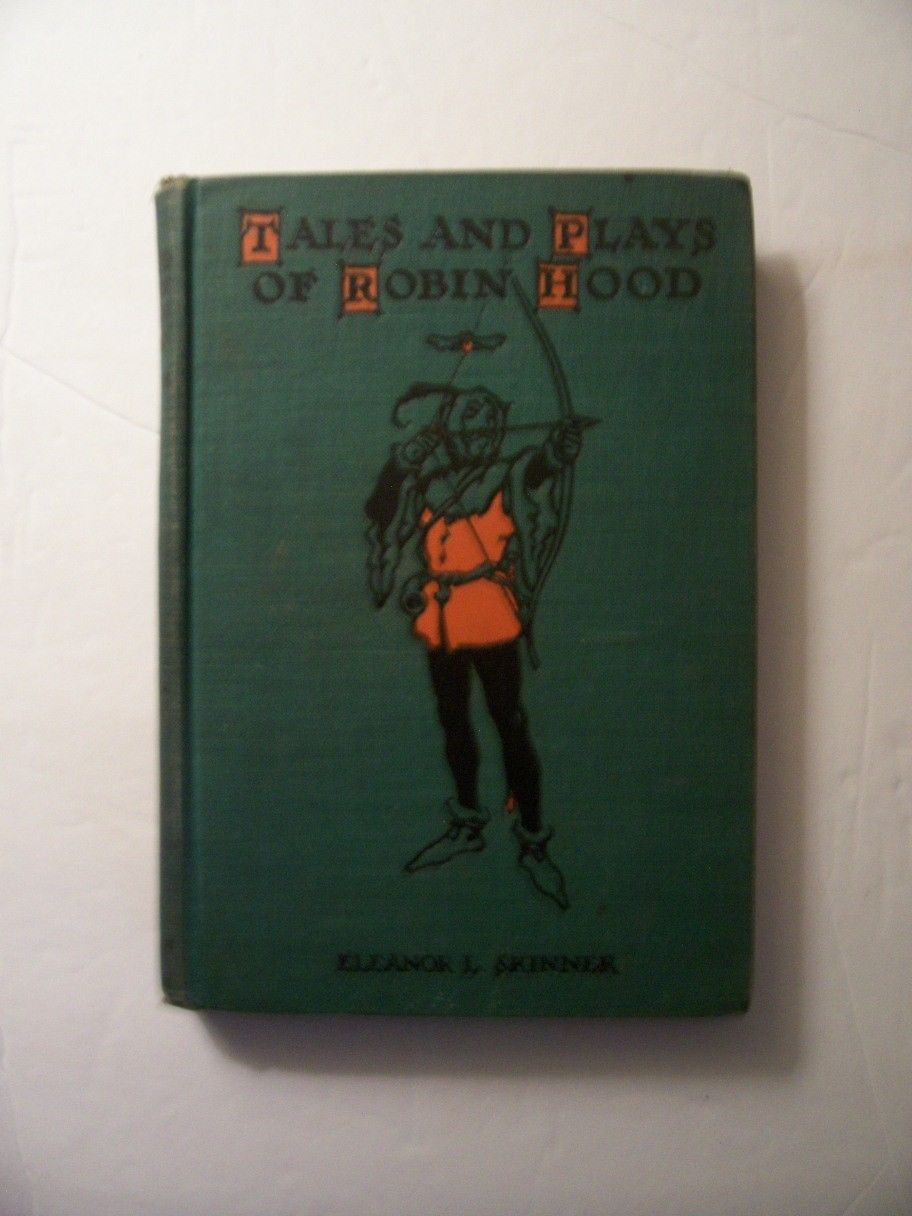 TALES AND PLAYS
OF ROBIN HOOD
ELEANOR L. SKINNER